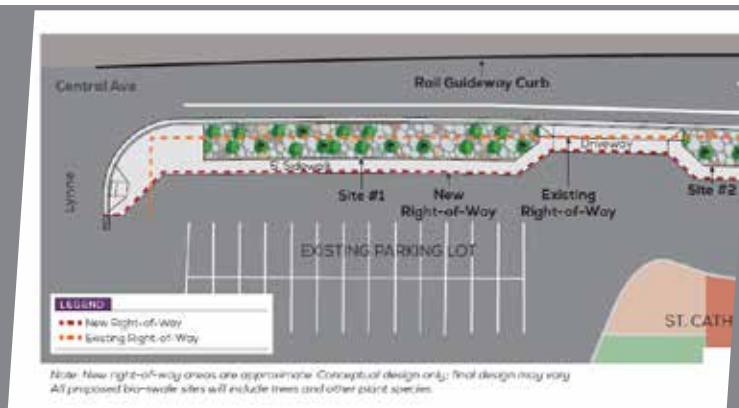 Central Ave
Rail Guideway Curb
Lynne
Driveway
5' Sidewalk
Site #1
New
Right-of-Way
Existing
Right-of-Way
Site #2
EXISTING PARKING LOT
LEGEND
New Right-of-Way
Existing Right-of-Way
ST. CATH
Note: New right-of-way areas are approximate. Conceptual design only; final design may vary.
All proposed bio-swale sites will include trees and other plant species.